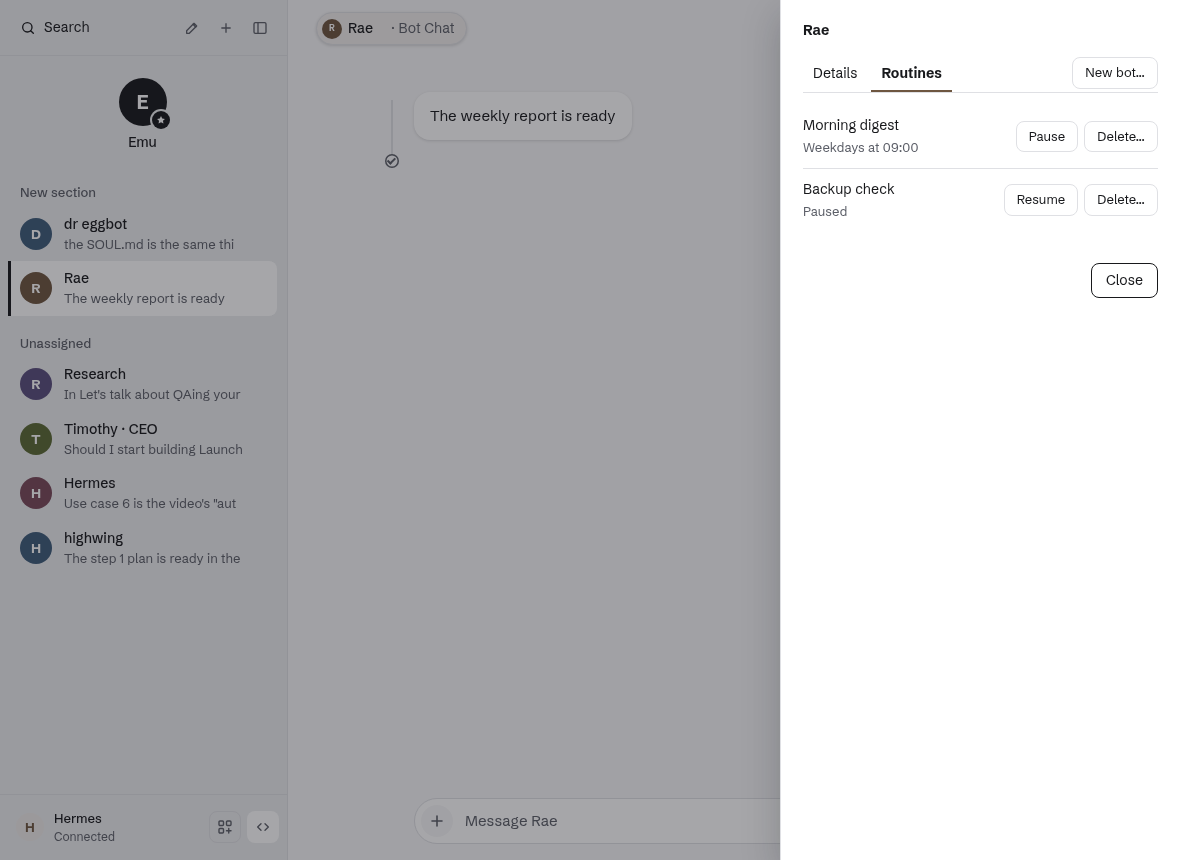 Search
E
Emu
New section
D
dr eggbot
the SOUL.md is the same thi
R
Rae
The weekly report is ready
Unassigned
R
Research
In Let's talk about QAing your
T
Timothy · CEO
Should I start building Launch
H
Hermes
Use case 6 is the video's "aut
H
highwing
The step 1 plan is ready in the
H
Hermes
Connected
R Rae · Bot Chat
The weekly report is ready
Message Rae
Rae
Details Routines New bot...
Morning digest
Weekdays at 09:00
Pause Delete...
Backup check
Paused
Resume Delete...
Close